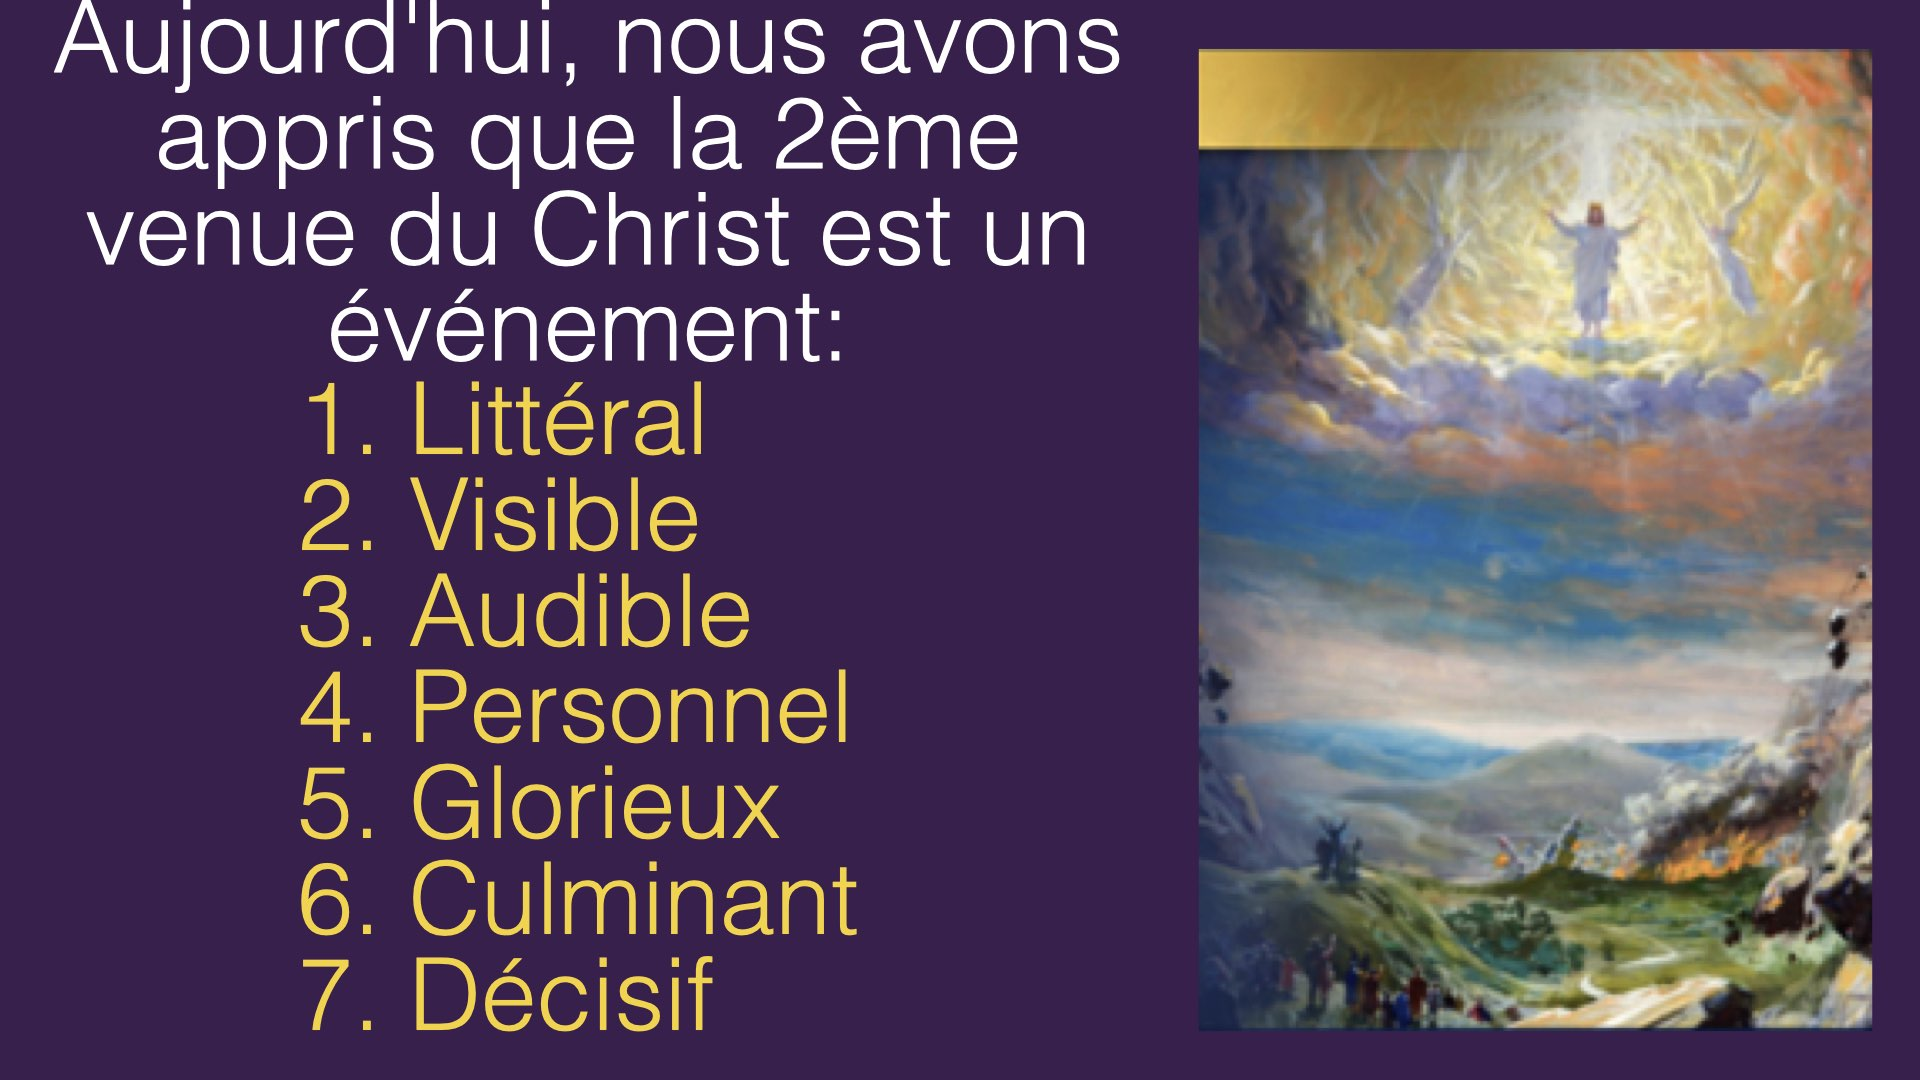 Aujourd'hui, nous avons
appris que la 2ème
venue du Christ est un
événement:
1. Littéral
2. Visible
3. Audible
4. Personnel
5. Glorieux
6. Culminant
7. Décisif